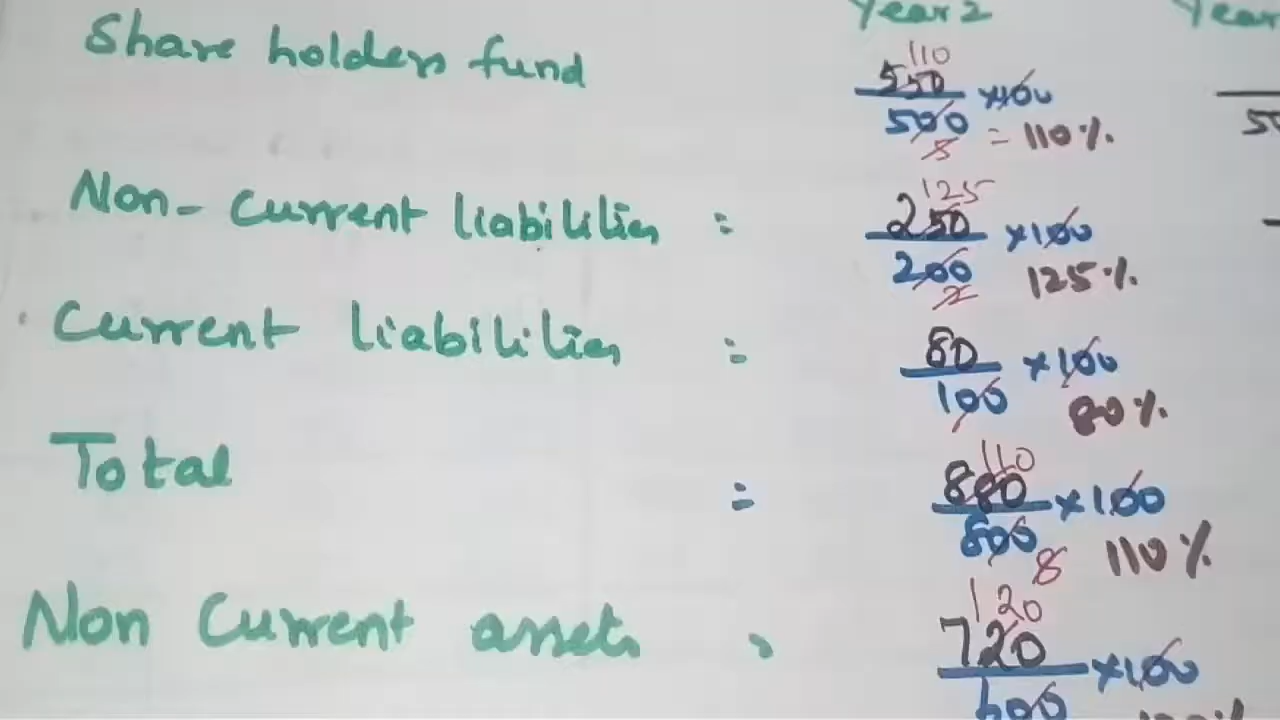 Year 2 Year
Share holders fund 550/500 ×100 110 5 = 110%
50
Non-current liabilities : 250/200 ×100 125 2 125%
Current liabilities = 80/100 ×100 80%
Total = 880/800 ×100 110 8 110%
Non Current assets 720/600 ×100 120